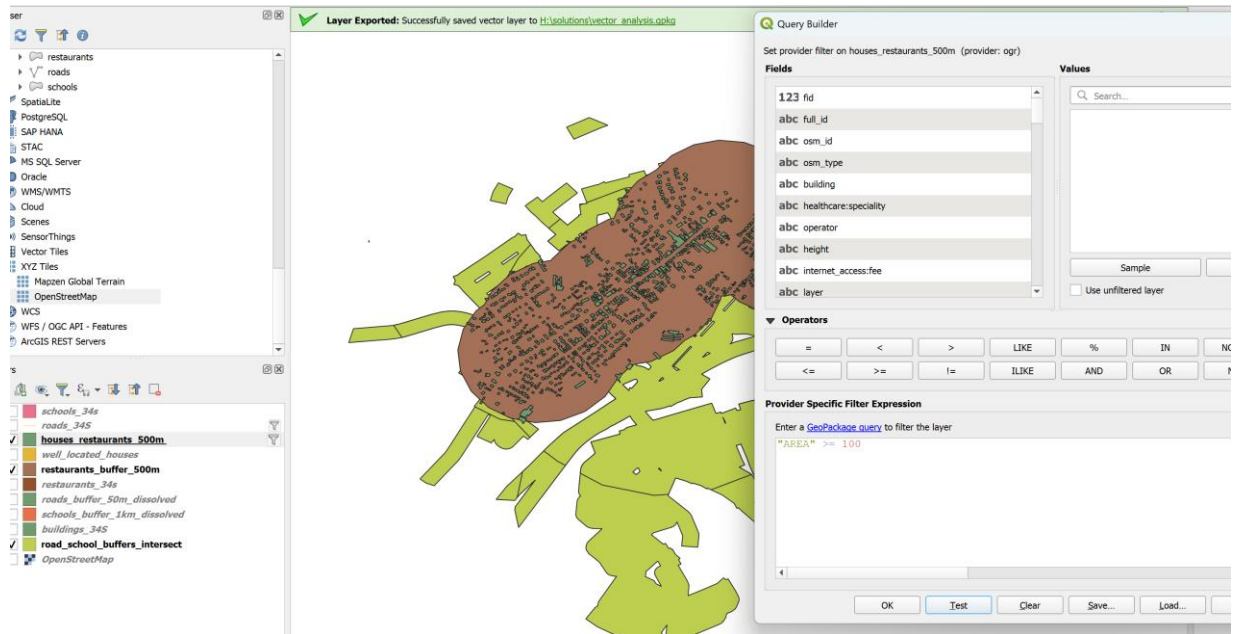 ser
restaurants
roads
schools
SpatiaLite
PostgreSQL
SAP HANA
STAC
MS SQL Server
Oracle
WMS/WMTS
Cloud
Scenes
SensorThings
Vector Tiles
XYZ Tiles
Mapzen Global Terrain
OpenStreetMap
WCS
WFS / OGC API - Features
ArcGIS REST Servers
rs
schools_34s
roads_34S
houses_restaurants_500m
well_located_houses
restaurants_buffer_500m
restaurants_34s
roads_buffer_50m_dissolved
schools_buffer_1km_dissolved
buildings_34S
road_school_buffers_intersect
OpenStreetMap
Layer Exported: Successfully saved vector layer to H:\solutions\vector_analysis.gpkg
Query Builder
Set provider filter on houses_restaurants_500m (provider: ogr)
Fields
Values
123 fid
abc full_id
abc osm_id
abc osm_type
abc building
abc healthcare:speciality
abc operator
abc height
abc internet_access:fee
abc layer
Search...
Sample
Use unfiltered layer
Operators
= < > LIKE % IN NO
<= >= != ILIKE AND OR N
Provider Specific Filter Expression
Enter a GeoPackage query to filter the layer
"AREA" >= 100
OK Test Clear Save... Load...